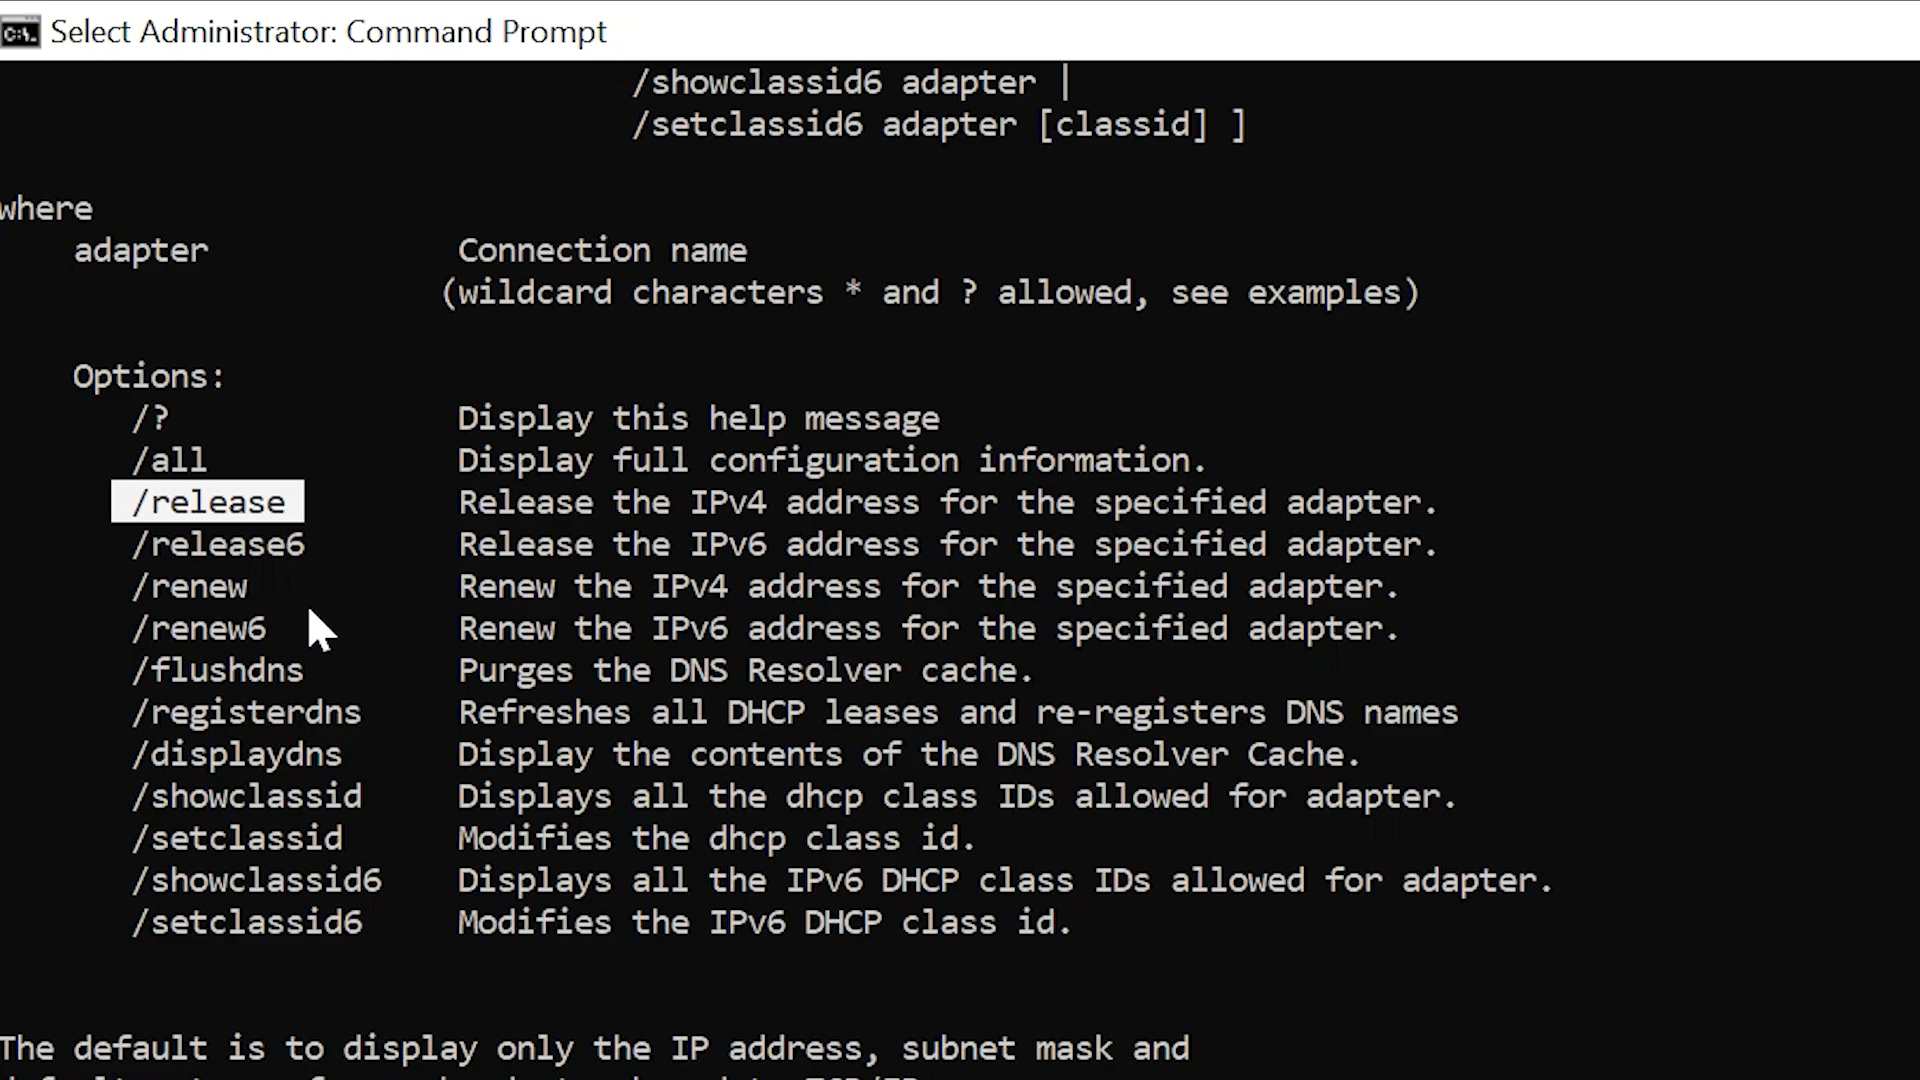 Select Administrator: Command Prompt
/showclassid6 adapter |
/setclassid6 adapter [classid] ]
where
adapter Connection name
(wildcard characters * and ? allowed, see examples)
Options:
/? Display this help message
/all Display full configuration information.
/release Release the IPv4 address for the specified adapter.
/release6 Release the IPv6 address for the specified adapter.
/renew Renew the IPv4 address for the specified adapter.
/renew6 Renew the IPv6 address for the specified adapter.
/flushdns Purges the DNS Resolver cache.
/registerdns Refreshes all DHCP leases and re-registers DNS names
/displaydns Display the contents of the DNS Resolver Cache.
/showclassid Displays all the dhcp class IDs allowed for adapter.
/setclassid Modifies the dhcp class id.
/showclassid6 Displays all the IPv6 DHCP class IDs allowed for adapter.
/setclassid6 Modifies the IPv6 DHCP class id.
The default is to display only the IP address, subnet mask and